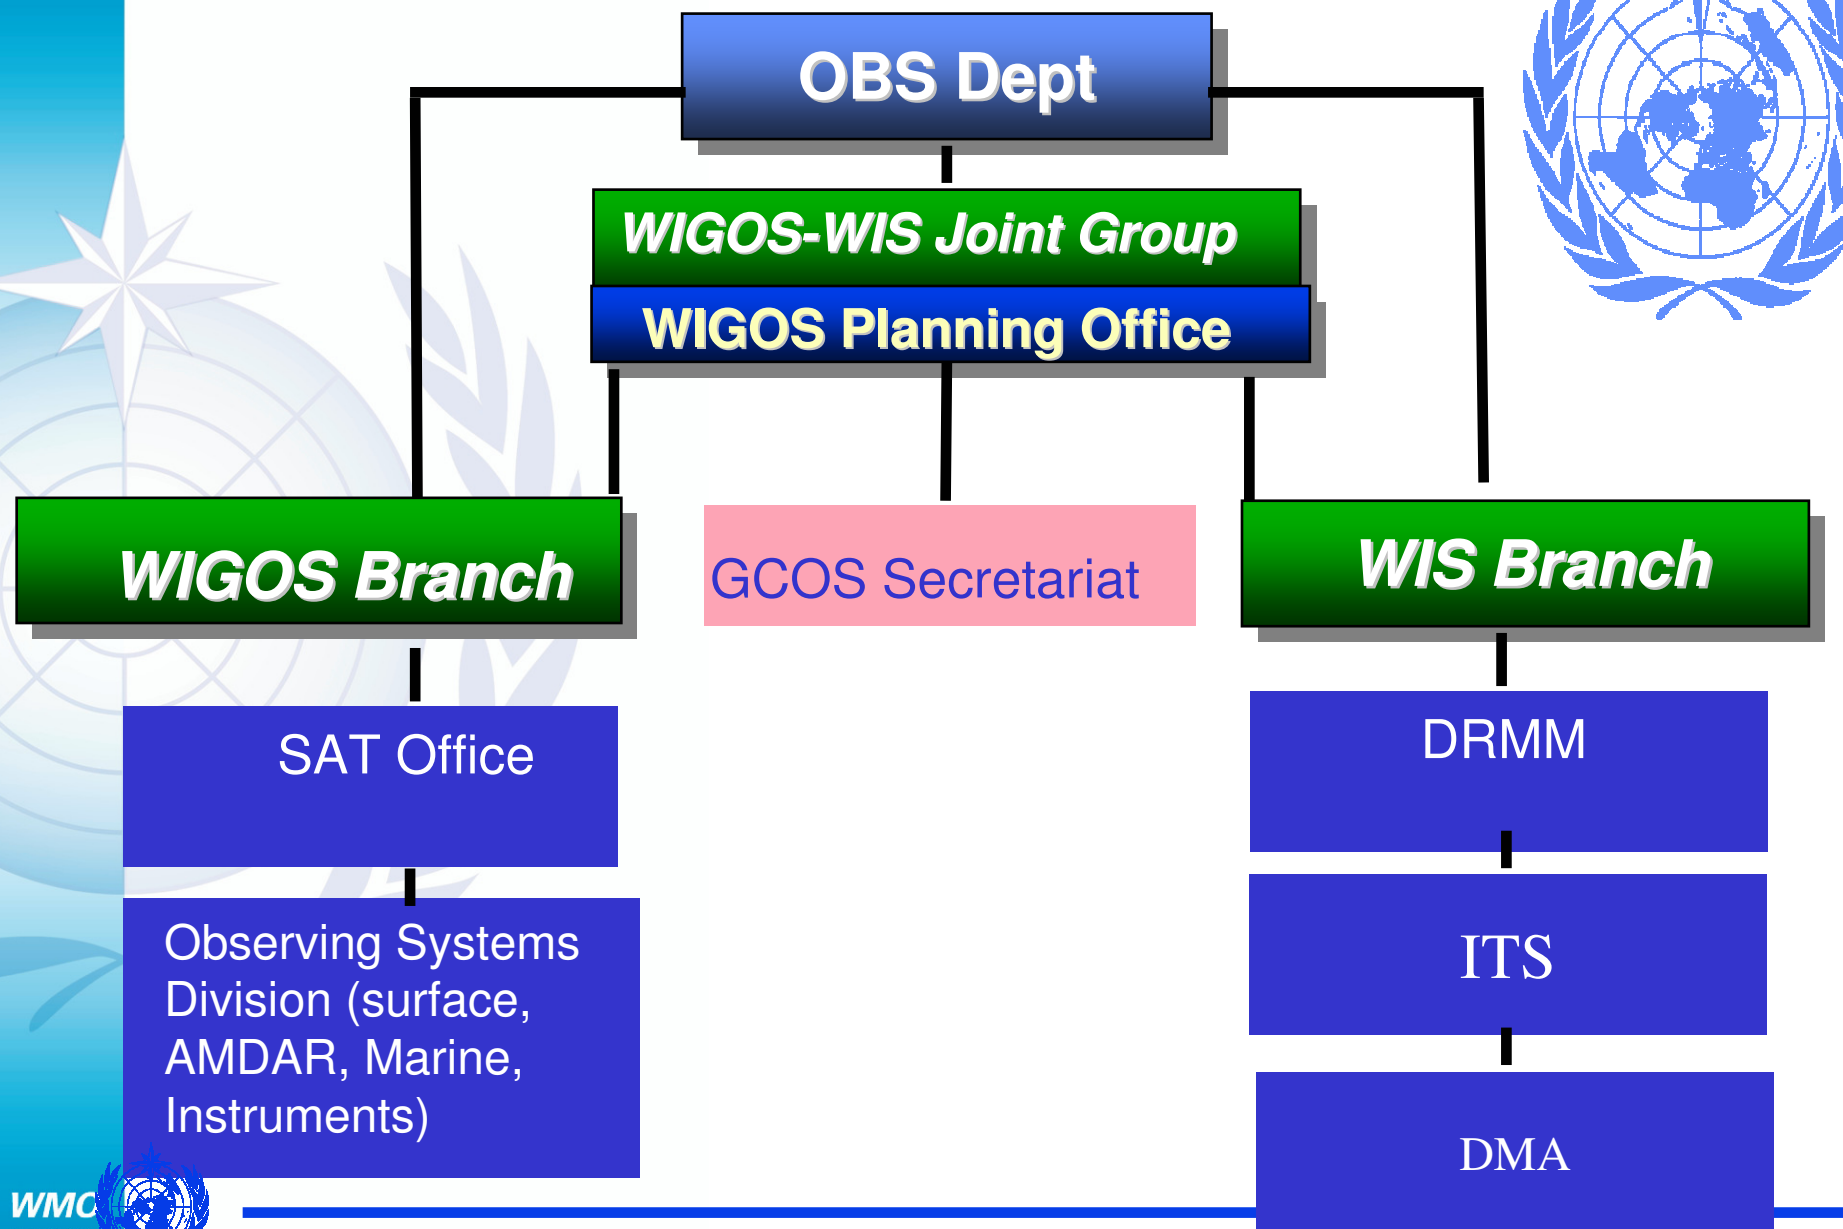 OBS Dept
WIGOS-WIS Joint Group
WIGOS Planning Office
WIGOS Branch
GCOS Secretariat
WIS Branch
SAT Office
DRMM
Observing Systems
Division (surface,
AMDAR, Marine,
Instruments)
ITS
DMA
WMO